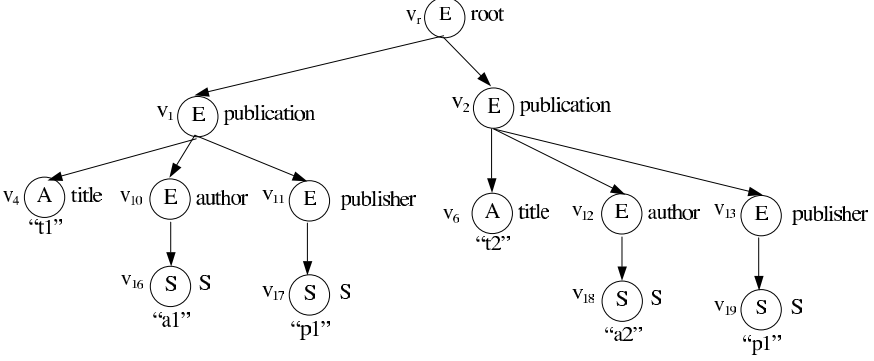 v_r E root
v_1 E publication
v_2 E publication
v_4 A title
"t1"
v_10 E author
v_11 E publisher
v_6 A title
"t2"
v_12 E author
v_13 E publisher
v_16 S S
"a1"
v_17 S S
"p1"
v_18 S S
"a2"
v_19 S S
"p1"